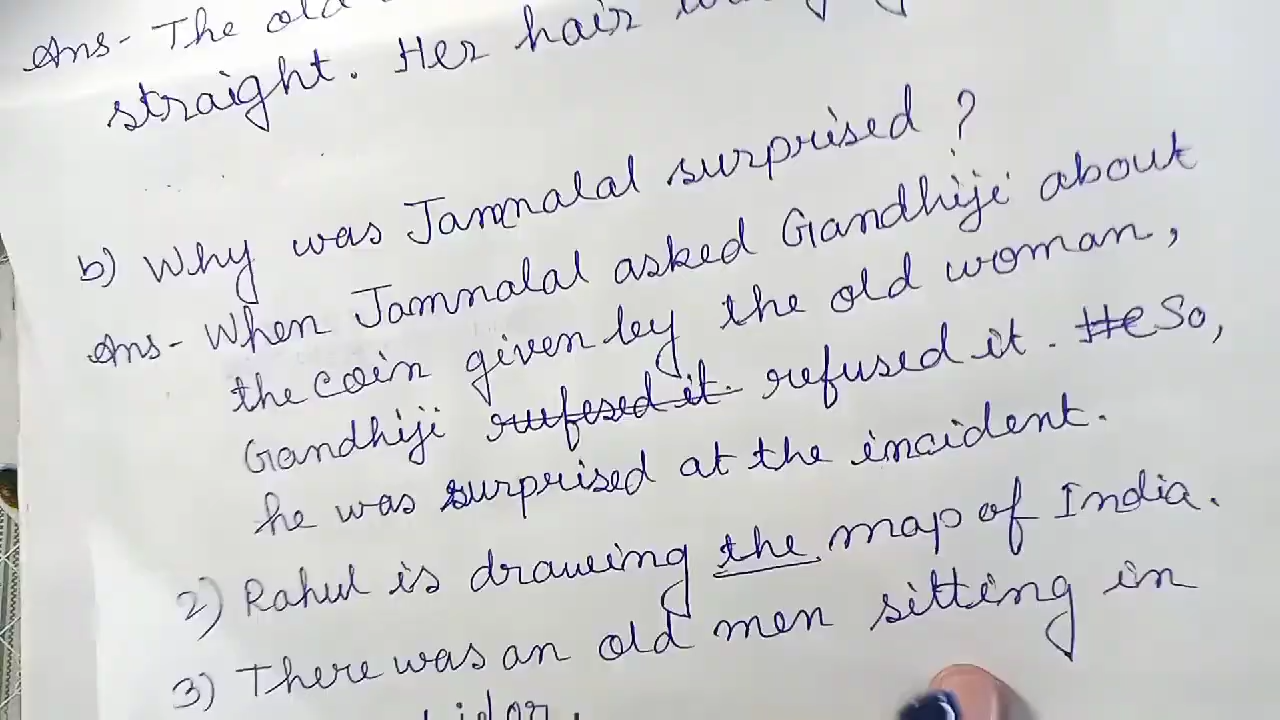 Ans- The old
straight. Her hair
b) Why was Jamnalal surprised ?
Ans- When Jamnalal asked Gandhiji about
the coin given by the old woman,
Gandhiji rufesed it. refused it. He So,
he was surprised at the incident.
2) Rahul is drawing the map of India.
3) There was an old men sitting in